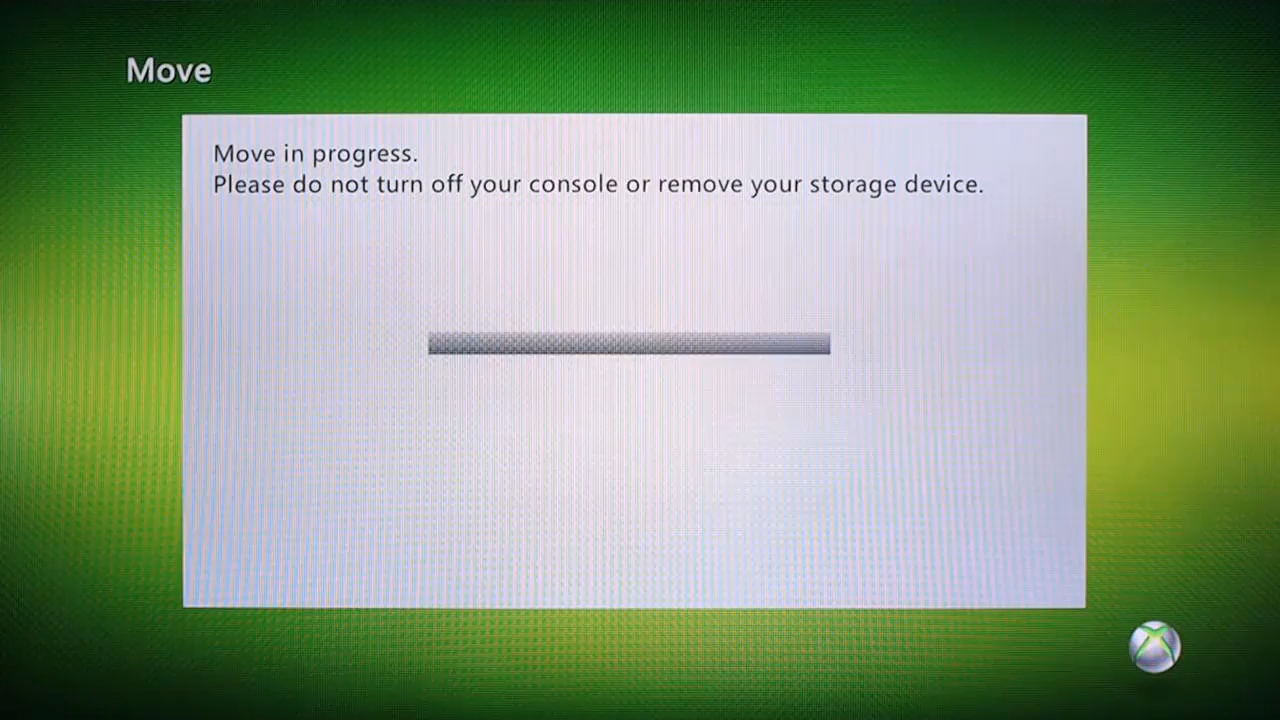 Move
Move in progress.
Please do not turn off your console or remove your storage device.